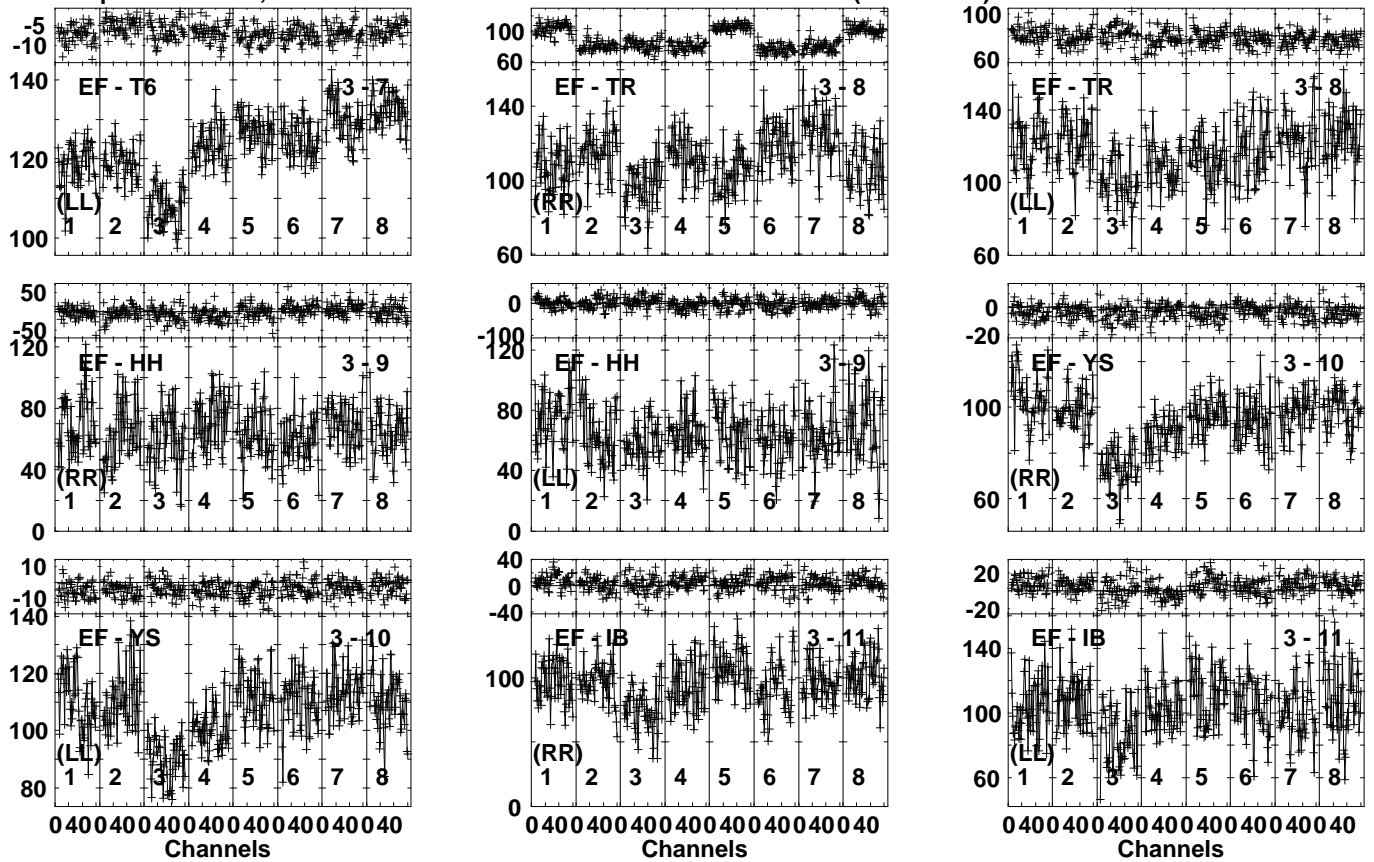 -5 100 100
-10 60 60
140 EF - T6 3 - 7 140 EF - TR 3 - 8 140 EF - TR 3 - 8
120 100 100
(LL) (RR) (LL)
1 2 3 4 5 6 7 8 1 2 3 4 5 6 7 8 1 2 3 4 5 6 7 8
100 60 60
50 0 0
-50 -100 -20
120 EF - HH 3 - 9 120 EF - HH 3 - 9 EF - YS 3 - 10
80 80 100
40 40
(RR) (LL) (RR)
1 2 3 4 5 6 7 8 1 2 3 4 5 6 7 8 60 1 2 3 4 5 6 7 8
0 0
10 40 20
-10 0 -20
-40
140 EF - YS 3 - 10 EF - IB 3 - 11 140 EF - IB 3 - 11
120 100 100
100
(LL) (RR) (LL)
80 1 2 3 4 5 6 7 8 1 2 3 4 5 6 7 8 60 1 2 3 4 5 6 7 8
0
0 40 0 40 0 40 0 40 0 40 0 40 0 40 0 40 0 40 0 40 0 40 0 40 0 40 0 40 0 40 0 40 0 40 0 40 0 40 0 40 0 40 0 40 0 40 0 40
Channels Channels Channels